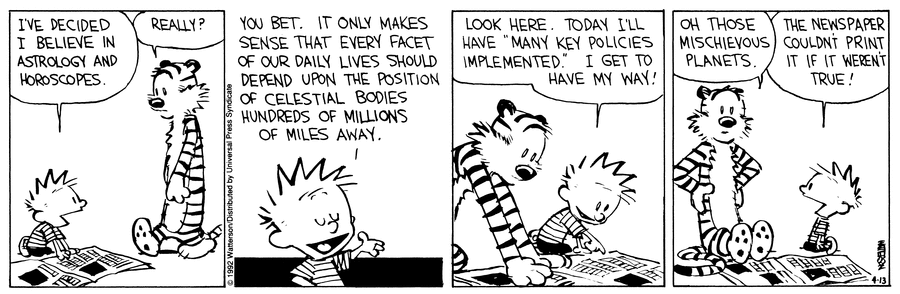 I'VE DECIDED
I BELIEVE IN
ASTROLOGY AND
HOROSCOPES.
REALLY?
© 1992 Watterson/Distributed by Universal Press Syndicate
YOU BET. IT ONLY MAKES
SENSE THAT EVERY FACET
OF OUR DAILY LIVES SHOULD
DEPEND UPON THE POSITION
OF CELESTIAL BODIES
HUNDREDS OF MILLIONS
OF MILES AWAY.
LOOK HERE. TODAY I'LL
HAVE "MANY KEY POLICIES
IMPLEMENTED." I GET TO
HAVE MY WAY!
OH THOSE
MISCHIEVOUS
PLANETS.
THE NEWSPAPER
COULDN'T PRINT
IT IF IT WEREN'T
TRUE!
WATTERSON
4-13